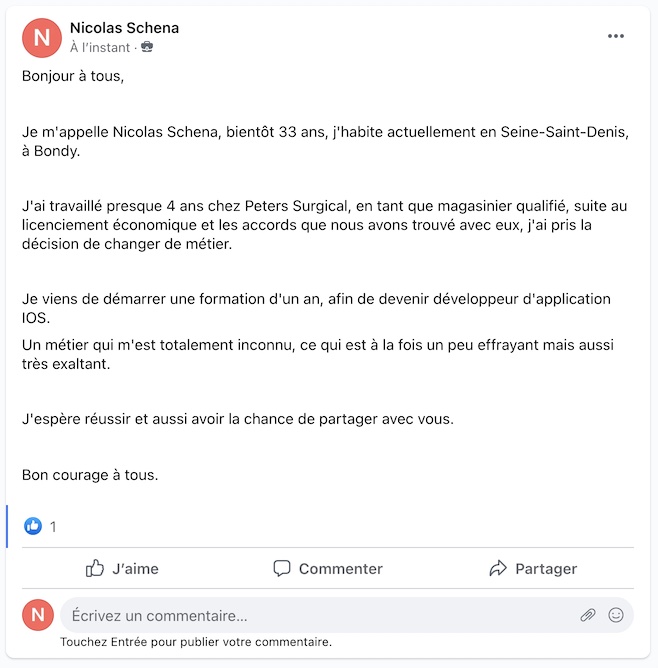 N
Nicolas Schena
À l'instant ·
Bonjour à tous,
Je m'appelle Nicolas Schena, bientôt 33 ans, j'habite actuellement en Seine-Saint-Denis,
à Bondy.
J'ai travaillé presque 4 ans chez Peters Surgical, en tant que magasinier qualifié, suite au
licenciement économique et les accords que nous avons trouvé avec eux, j'ai pris la
décision de changer de métier.
Je viens de démarrer une formation d'un an, afin de devenir développeur d'application
IOS.
Un métier qui m'est totalement inconnu, ce qui est à la fois un peu effrayant mais aussi
très exaltant.
J'espère réussir et aussi avoir la chance de partager avec vous.
Bon courage à tous.
1
J'aime Commenter Partager
N
Écrivez un commentaire...
Touchez Entrée pour publier votre commentaire.